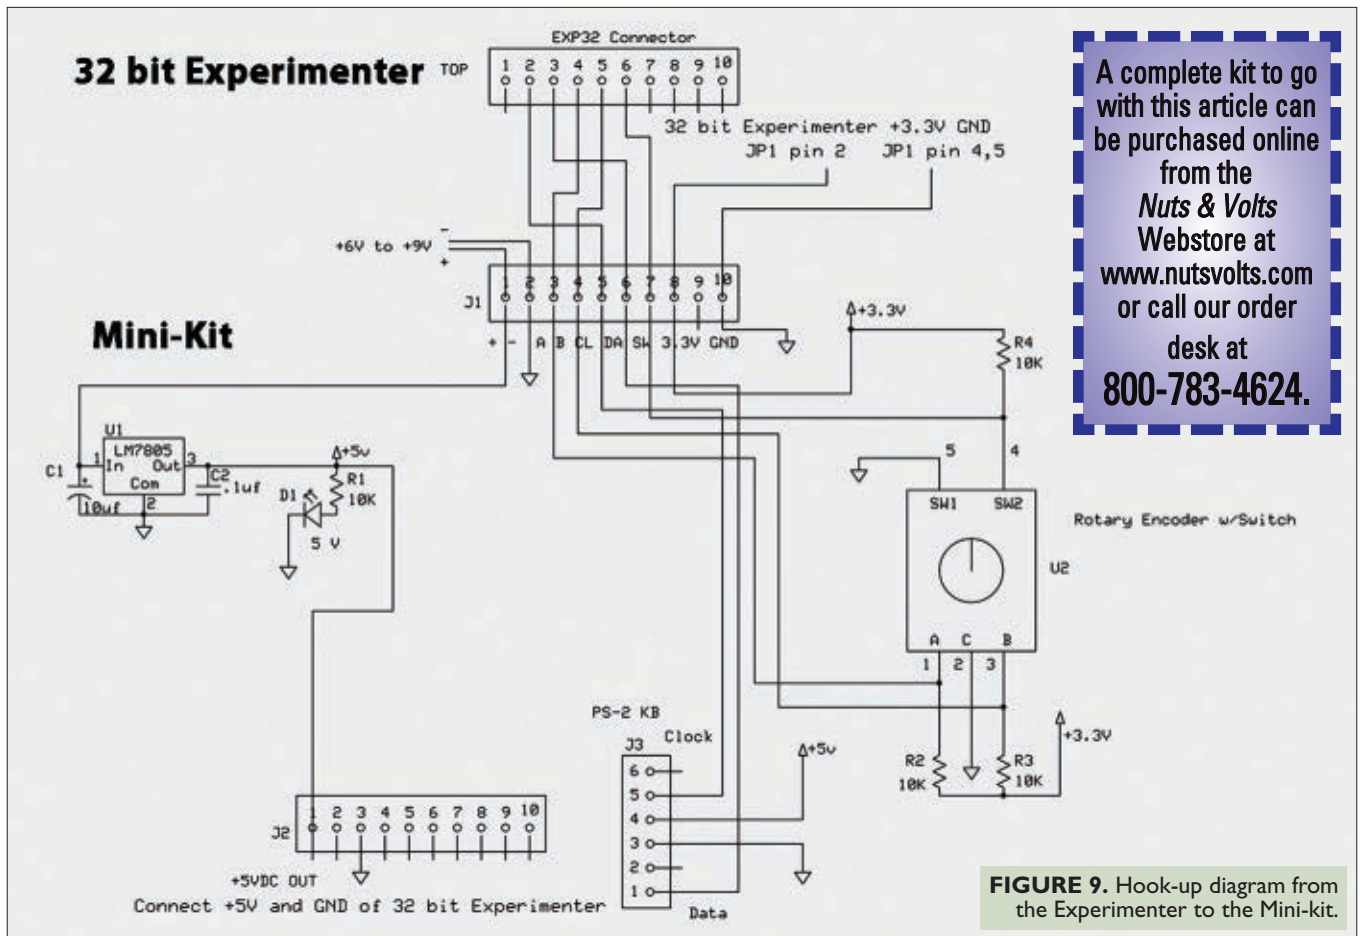 EXP32 Connector
32 bit Experimenter TOP
1 2 3 4 5 6 7 8 9 10
32 bit Experimenter +3.3V GND
JP1 pin 2 JP1 pin 4,5
A complete kit to go
with this article can
be purchased online
from the
Nuts & Volts
Webstore at
www.nutsvolts.com
or call our order
desk at
800-783-4624.
-
+6V to +9V
+
J1
1 2 3 4 5 6 7 8 9 10
+ - A B CL DA SW 3.3V GND
Mini-Kit
+3.3V
R4
10K
U1
LM7805
1 In Out 3
Com
2
C1
10uf
C2
.1uf
+5v
R1
10K
D1
5 V
5 4
SW1 SW2
Rotary Encoder w/Switch
U2
A C B
1 2 3
R2
10K
R3
10K
+3.3V
PS-2 KB
J3
Clock
6
5
4
3
2
1
+5v
Data
J2
1 2 3 4 5 6 7 8 9 10
+5VDC OUT
Connect +5V and GND of 32 bit Experimenter
FIGURE 9. Hook-up diagram from
the Experimenter to the Mini-kit.